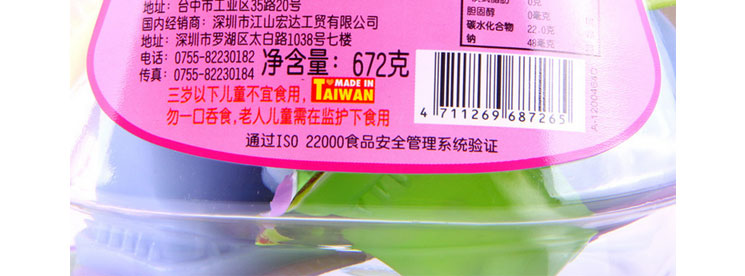 地址：台中市工业区35路20号
国内经销商：深圳市江山宏达工贸有限公司
地址：深圳市罗湖区太白路1038号七楼
电话：0755-82230182
传真：0755-82230184
净含量：672克
MADE IN
TAIWAN
三岁以下儿童不宜食用，
勿一口吞食，老人儿童需在监护下食用
通过ISO 22000食品安全管理系统验证
0克
胆固醇 0毫克
碳水化合物 22.0克
钠 48毫克
4 711269 687265